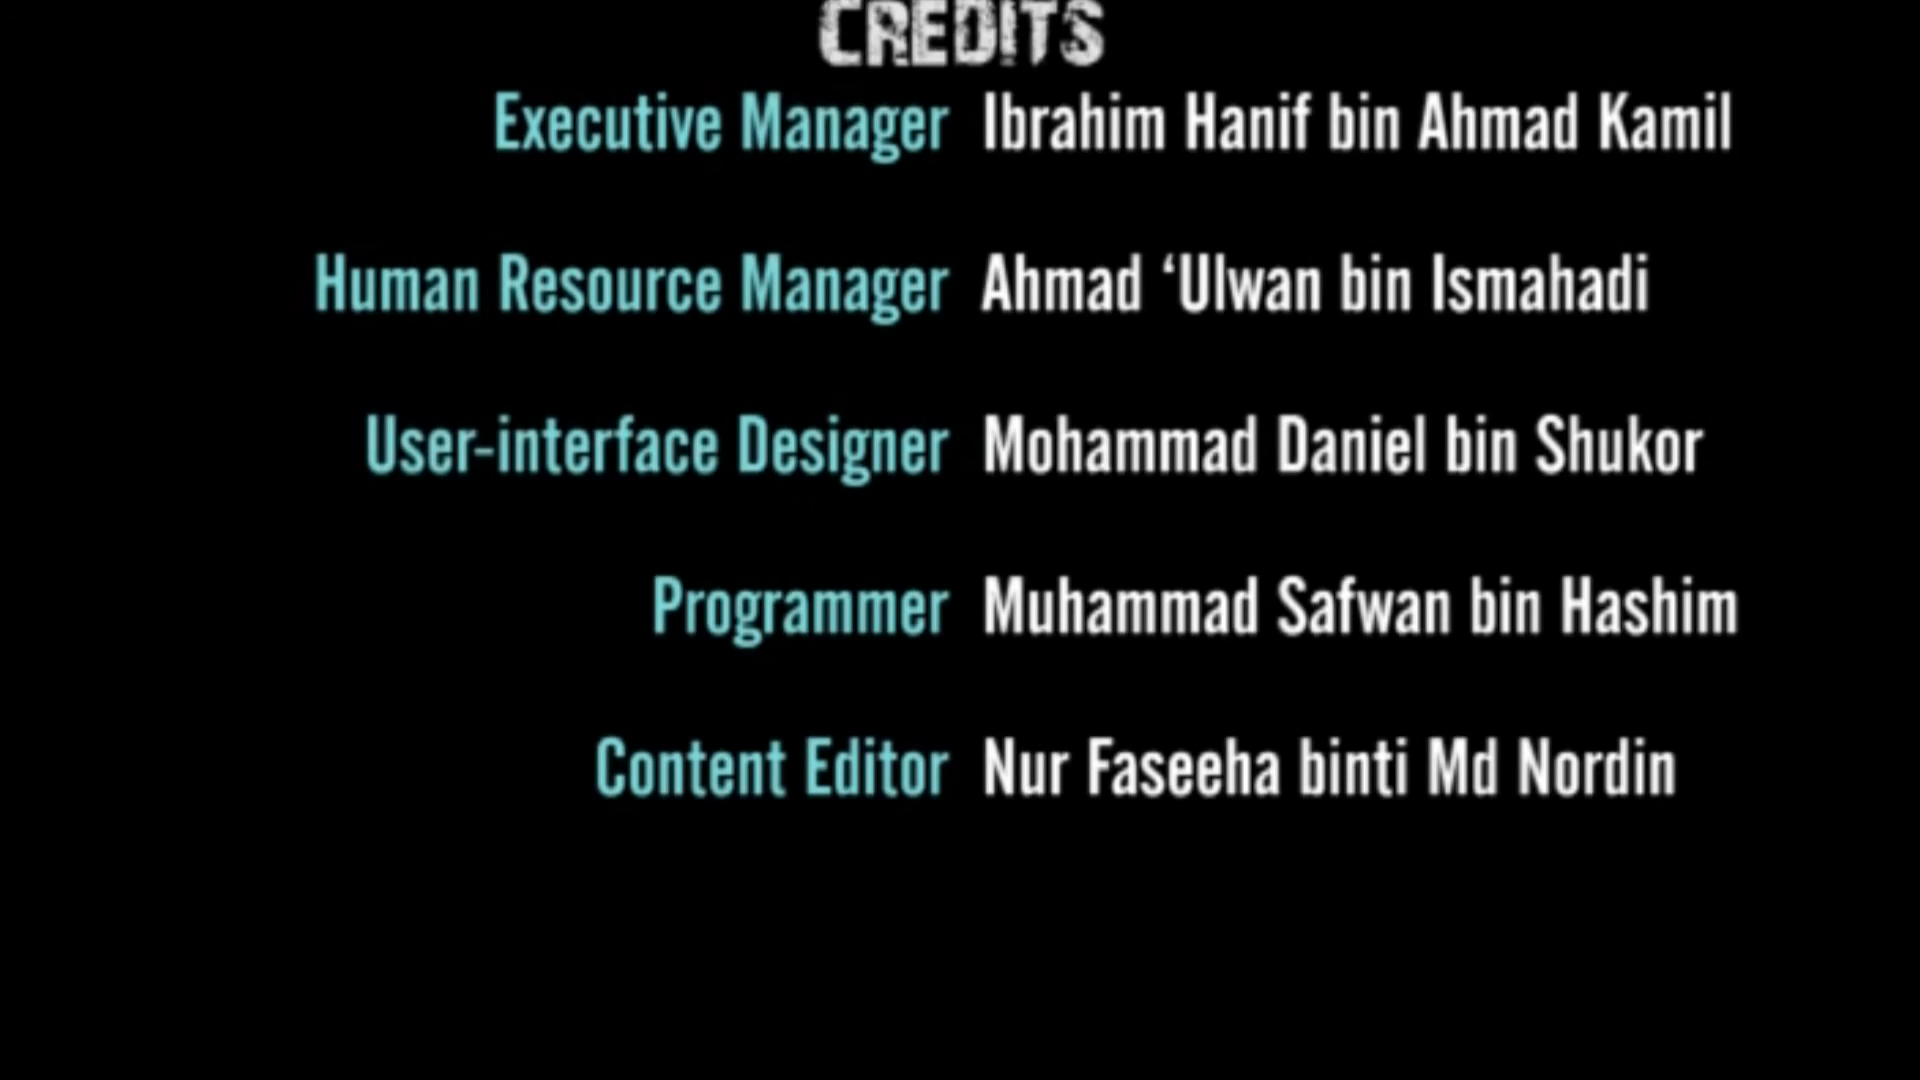 CREDITS
Executive Manager Ibrahim Hanif bin Ahmad Kamil
Human Resource Manager Ahmad ‘Ulwan bin Ismahadi
User-interface Designer Mohammad Daniel bin Shukor
Programmer Muhammad Safwan bin Hashim
Content Editor Nur Faseeha binti Md Nordin